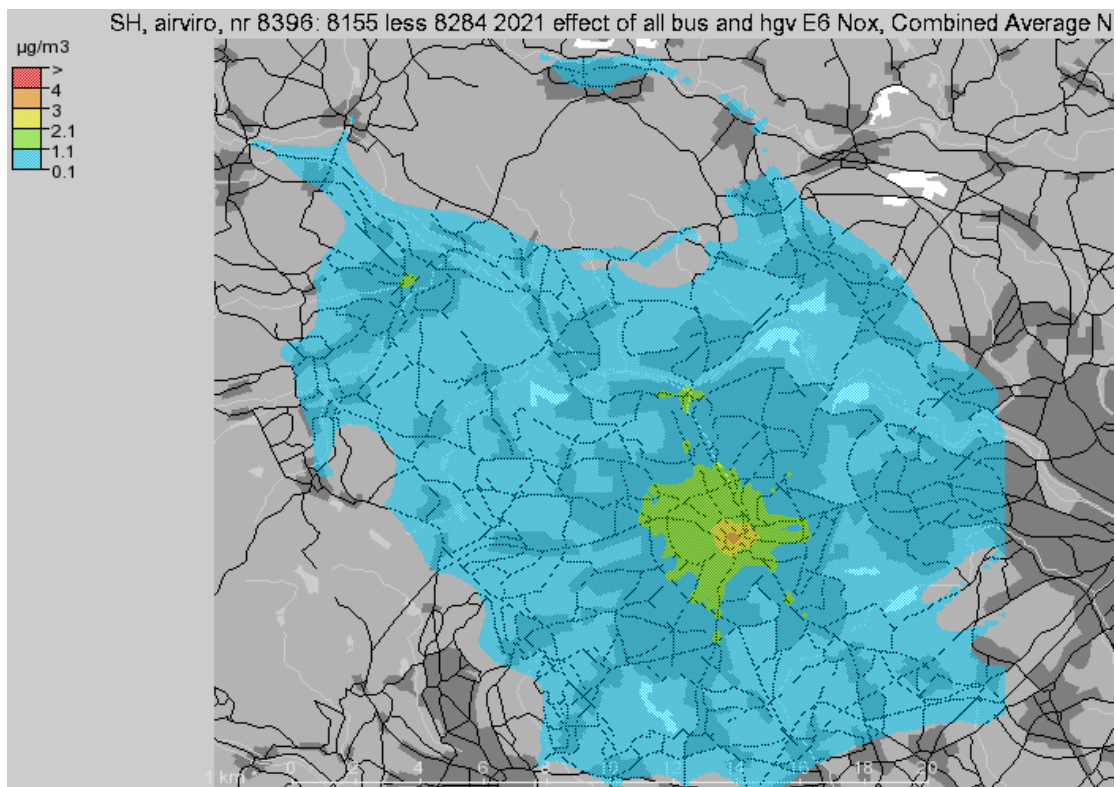 SH, airviro, nr 8396: 8155 less 8284 2021 effect of all bus and hgv E6 Nox, Combined Average N
µg/m3
>
4
3
2.1
1.1
0.1
1 km * 0 2 4 6 8 10 12 14 16 18 20